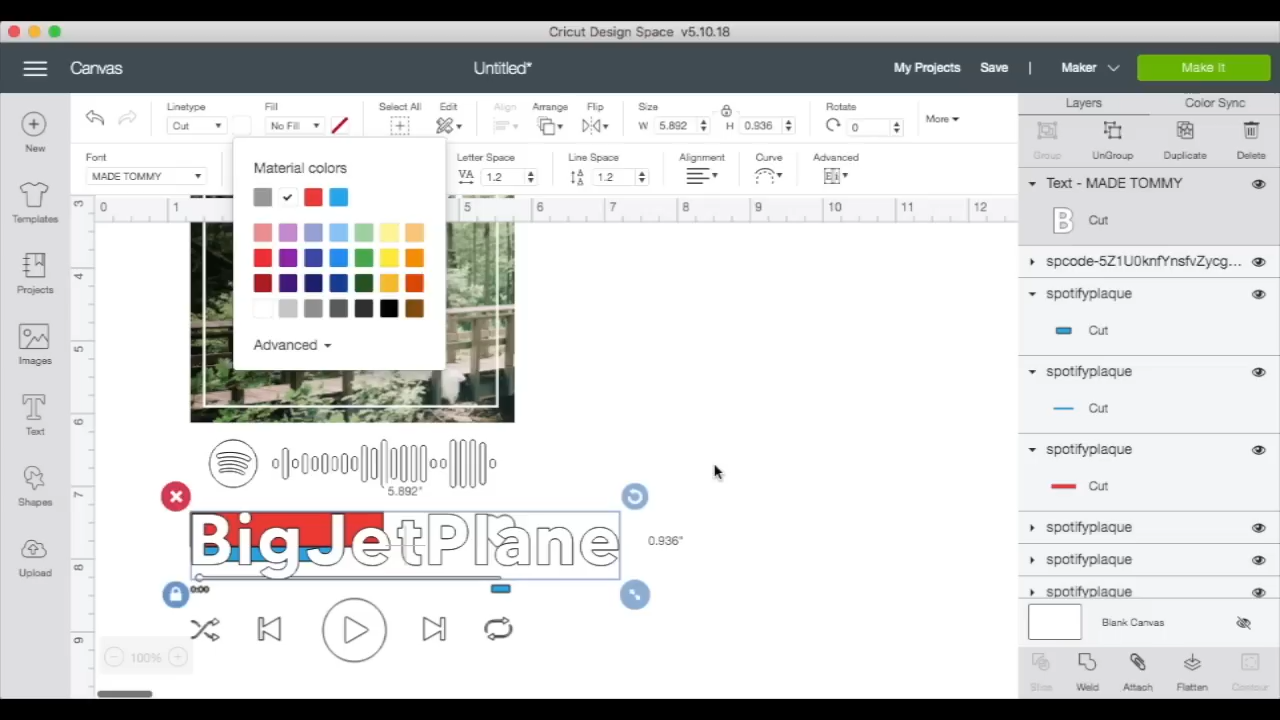 Cricut Design Space v5.10.18
Canvas
Untitled*
My Projects
Save
|
Maker
Make It
New
Templates
Projects
Images
Text
Shapes
Upload
Linetype
Cut
Fill
No Fill
Select All
Edit
Align
Arrange
Flip
Size
W 5.892
H 0.936
Rotate
0
More
Font
MADE TOMMY
Letter Space
VA 1.2
Line Space
1.2
Alignment
Curve
Advanced
Material colors
Advanced
0 1 5 6 7 8 9 10 11 12
3
4
5
6
7
8
9
5.892"
BigJetPlane
0.936"
0:00
100%
Layers
Color Sync
Group
UnGroup
Duplicate
Delete
Text - MADE TOMMY
B Cut
spcode-5Z1U0knfYnsfvZycg...
spotifyplaque
Cut
spotifyplaque
Cut
spotifyplaque
Cut
spotifyplaque
spotifyplaque
spotifyplaque
Blank Canvas
Slice
Weld
Attach
Flatten
Contour